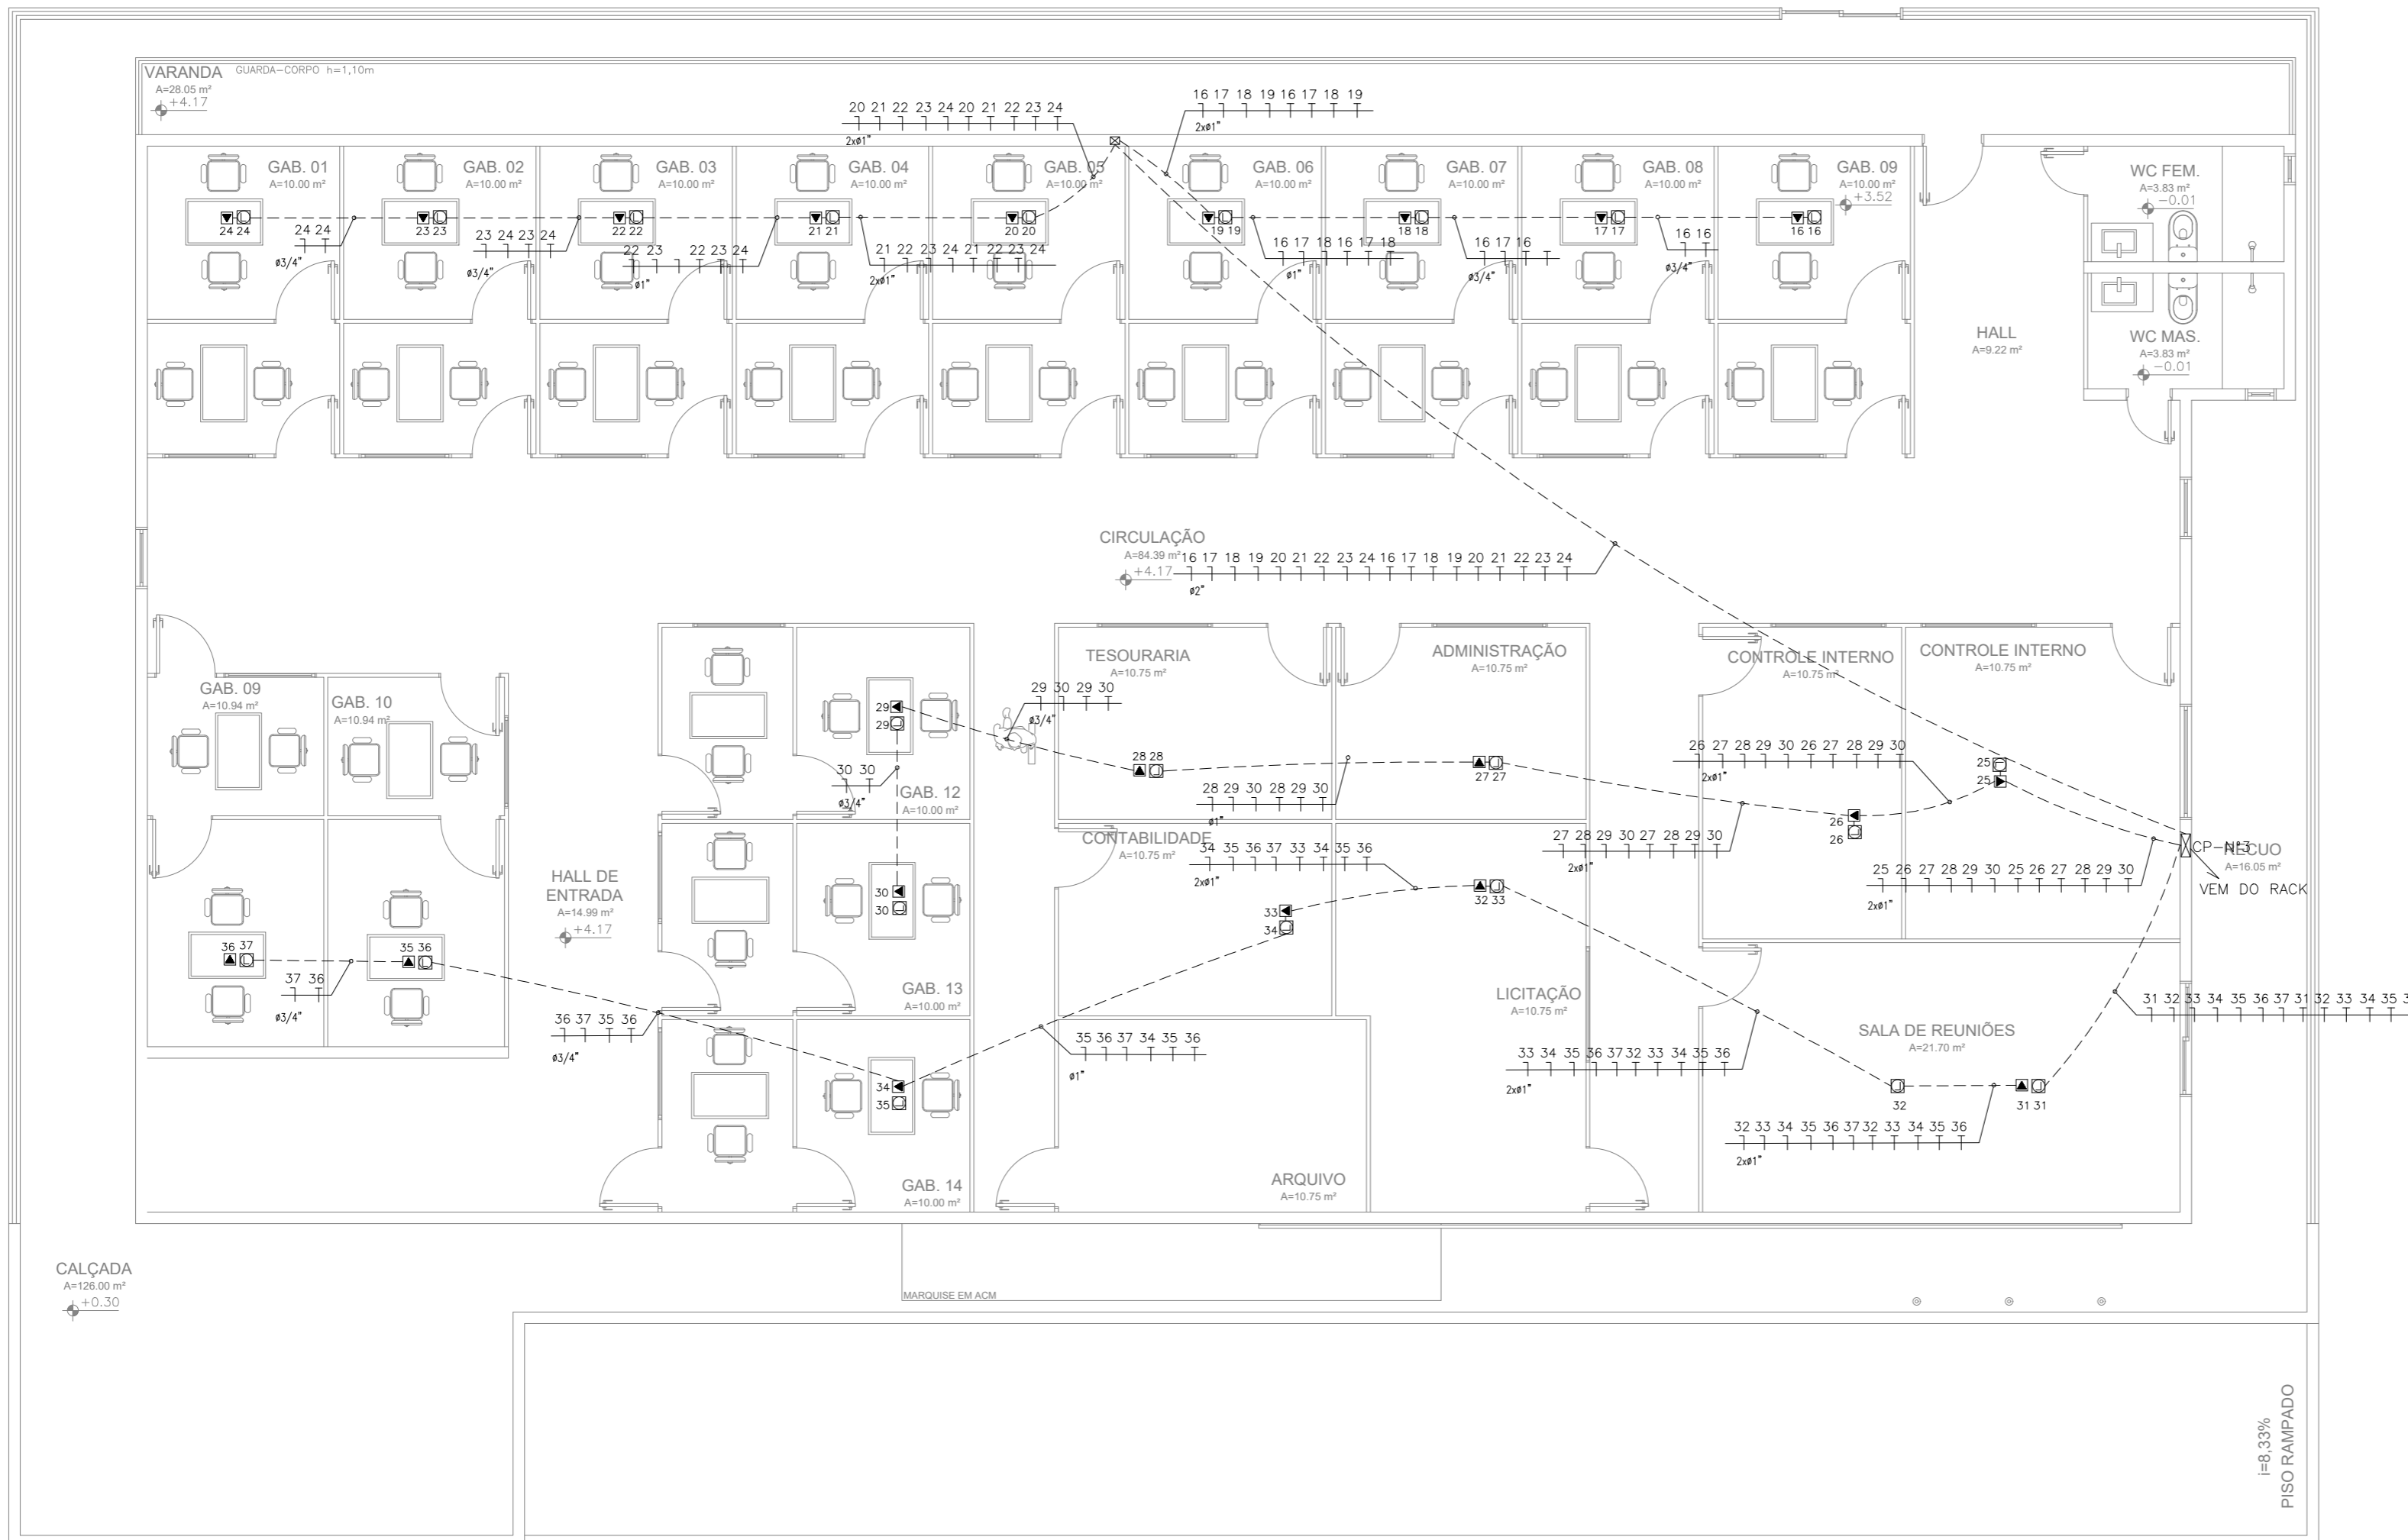 VARANDA GUARDA-CORPO h=1,10m
A=28.05 m²
+4.17
20 21 22 23 24 20 21 22 23 24
2xø1"
16 17 18 19 16 17 18 19
2xø1"
GAB. 01
A=10.00 m²
GAB. 02
A=10.00 m²
GAB. 03
A=10.00 m²
GAB. 04
A=10.00 m²
GAB. 05
A=10.00 m²
GAB. 06
A=10.00 m²
GAB. 07
A=10.00 m²
GAB. 08
A=10.00 m²
GAB. 09
A=10.00 m²
+3.52
WC FEM.
A=3.83 m²
-0.01
24 24
23 23
22 22
21 21
20 20
19 19
18 18
17 17
16 16
24 24
ø3/4"
23 24 23 24
ø3/4"
22 23 22 23 24
ø1"
21 22 23 24 21 22 23 24
2xø1"
16 17 18 16 17 18
ø1"
16 17 16
ø3/4"
16 16
ø3/4"
HALL
A=9.22 m²
WC MAS.
A=3.83 m²
-0.01
CIRCULAÇÃO
A=84.39 m²
+4.17
16 17 18 19 20 21 22 23 24 16 17 18 19 20 21 22 23 24
ø2"
TESOURARIA
A=10.75 m²
ADMINISTRAÇÃO
A=10.75 m²
CONTROLE INTERNO
A=10.75 m²
CONTROLE INTERNO
A=10.75 m²
GAB. 09
A=10.94 m²
GAB. 10
A=10.94 m²
29
29
29 30 29 30
ø3/4"
28 28
27 27
26 27 28 29 30 26 27 28 29 30
2xø1"
25
25
30 30
ø3/4"
GAB. 12
A=10.00 m²
28 29 30 28 29 30
ø1"
26
26
27 28 29 30 27 28 29 30
2xø1"
CONTABILIDADE
A=10.75 m²
34 35 36 37 33 34 35 36
2xø1"
CP-Nº3
RECUO
A=16.05 m²
VEM DO RACK
25 26 27 28 29 30 25 26 27 28 29 30
2xø1"
HALL DE
ENTRADA
A=14.99 m²
+4.17
30
30
32 33
33
34
36 37
35 36
37 36
ø3/4"
GAB. 13
A=10.00 m²
LICITAÇÃO
A=10.75 m²
31 32 33 34 35 36 37 31 32 33 34 35
36 37 35 36
ø3/4"
SALA DE REUNIÕES
A=21.70 m²
35 36 37 34 35 36
ø1"
33 34 35 36 37 32 33 34 35 36
2xø1"
34
35
32
31 31
32 33 34 35 36 37 32 33 34 35 36
2xø1"
GAB. 14
A=10.00 m²
ARQUIVO
A=10.75 m²
CALÇADA
A=126.00 m²
+0.30
MARQUISE EM ACM
i=8,33%
PISO RAMPADO